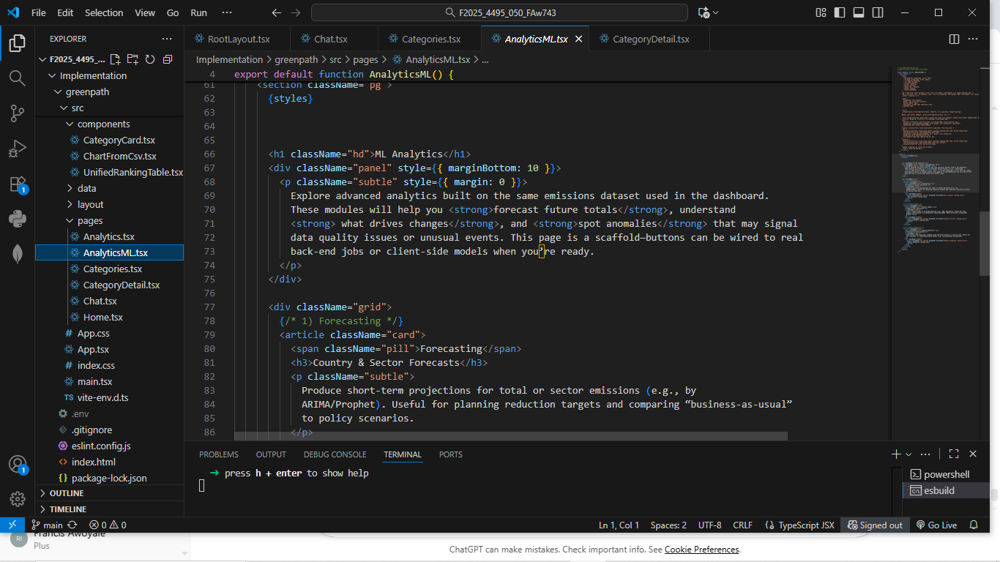 File Edit Selection View Go Run ··· F2025_4495_050_FAw743
EXPLORER ···
F2025_4495_...
Implementation
greenpath
src
components
CategoryCard.tsx
ChartFromCsv.tsx
UnifiedRankingTable.tsx
data
layout
pages
Analytics.tsx
AnalyticsML.tsx
Categories.tsx
CategoryDetail.tsx
Chat.tsx
Home.tsx
# App.css
App.tsx
# index.css
main.tsx
TS vite-env.d.ts
.env
.gitignore
eslint.config.js
<> index.html
{} package-lock.json
OUTLINE
TIMELINE
1
1
RootLayout.tsx Chat.tsx Categories.tsx AnalyticsML.tsx CategoryDetail.tsx
Implementation > greenpath > src > pages > AnalyticsML.tsx > ...
4 export default function AnalyticsML() {
61 <section className="pg">
62 {styles}
63
64
65
66 <h1 className="hd">ML Analytics</h1>
67 <div className="panel" style={{ marginBottom: 10 }}>
68 <p className="subtle" style={{ margin: 0 }}>
69 Explore advanced analytics built on the same emissions dataset used in the dashboard.
70 These modules will help you <strong>forecast future totals</strong>, understand
71 <strong> what drives changes</strong>, and <strong>spot anomalies</strong> that may signal
72 data quality issues or unusual events. This page is a scaffold—buttons can be wired to real
73 back-end jobs or client-side models when you’re ready.
74 </p>
75 </div>
76
77 <div className="grid">
78 {/* 1) Forecasting */}
79 <article className="card">
80 <span className="pill">Forecasting</span>
81 <h3>Country & Sector Forecasts</h3>
82 <p className="subtle">
83 Produce short-term projections for total or sector emissions (e.g., by
84 ARIMA/Prophet). Useful for planning reduction targets and comparing “business-as-usual”
85 to policy scenarios.
86 </p>
PROBLEMS OUTPUT DEBUG CONSOLE TERMINAL PORTS
➜ press h + enter to show help
powershell
esbuild
main 0 0 Ln 1, Col 1 Spaces: 2 UTF-8 CRLF {} TypeScript JSX Signed out Go Live
RI Francis Awoyale
Plus
ChatGPT can make mistakes. Check important info. See Cookie Preferences.